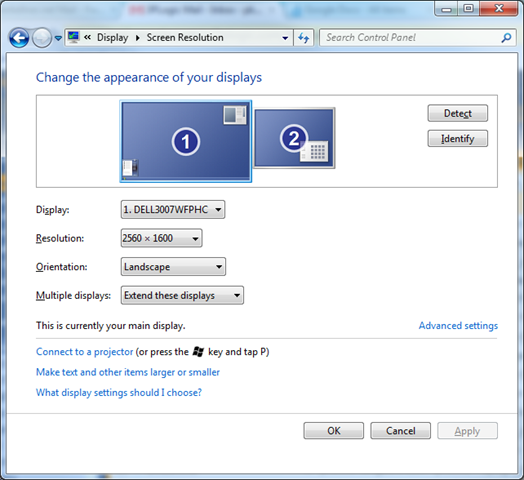 « Display ▸ Screen Resolution
Search Control Panel
Change the appearance of your displays
1
2
Detect
Identify
Display: 1. DELL3007WFPHC
Resolution: 2560 × 1600
Orientation: Landscape
Multiple displays: Extend these displays
This is currently your main display. Advanced settings
Connect to a projector (or press the key and tap P)
Make text and other items larger or smaller
What display settings should I choose?
OK Cancel Apply